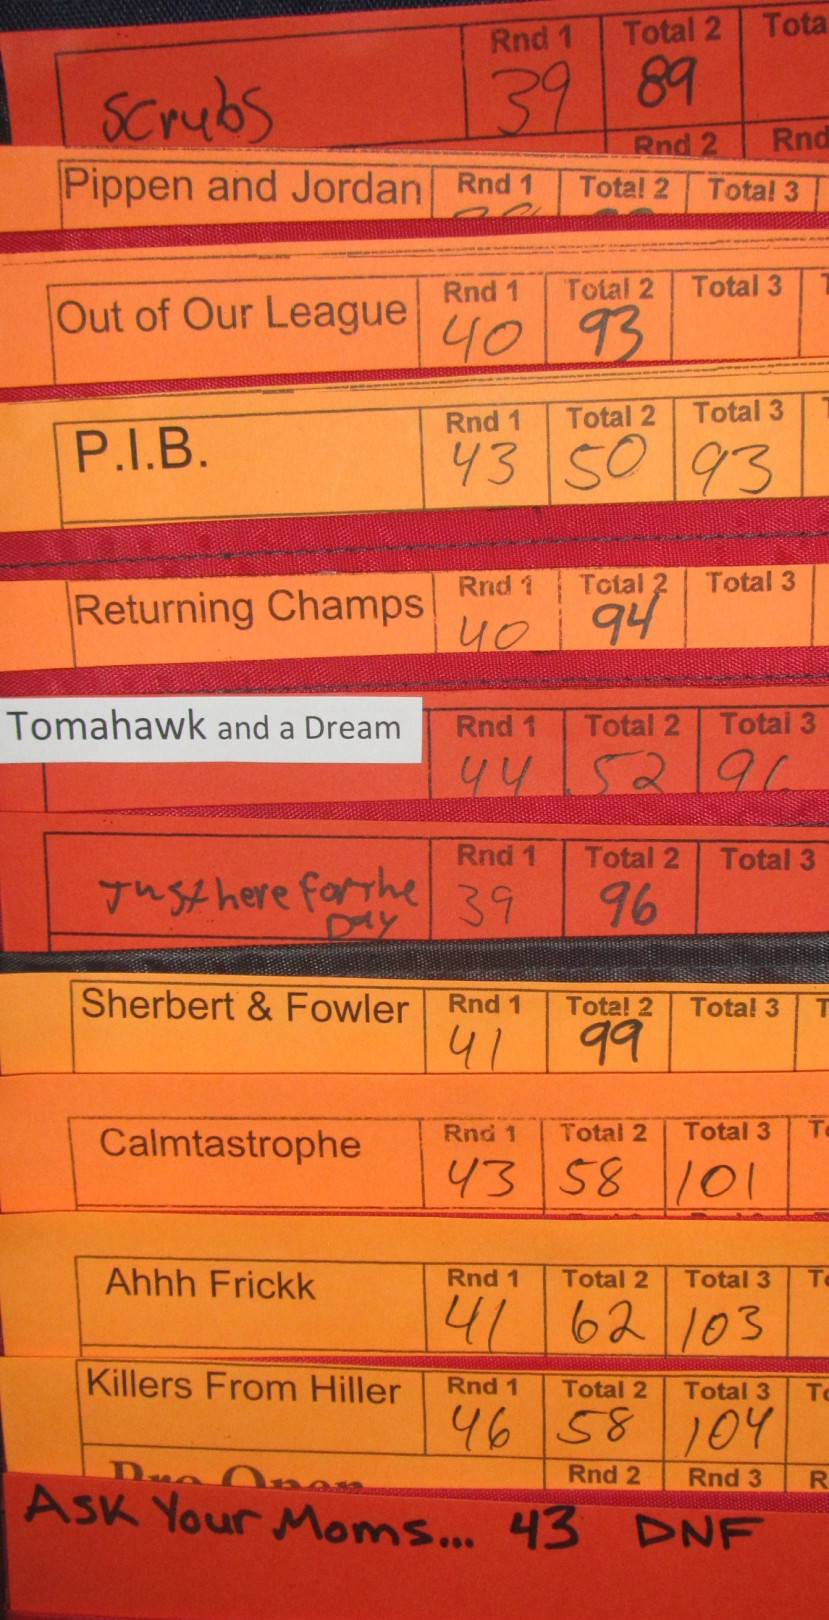 Rnd 1 Total 2 Tota
scrubs 39 89
Rnd 2 Rnd
Pippen and Jordan Rnd 1 Total 2 Total 3
Rnd 1 Total 2 Total 3
Out of Our League 40 93
Rnd 1 Total 2 Total 3
P.I.B. 43 50 93
Rnd 1 Total 2 Total 3
Returning Champs 40 94
Tomahawk and a Dream Rnd 1 Total 2 Total 3
44 52
Rnd 1 Total 2 Total 3
Just here for the 39 96
Day
Sherbert & Fowler Rnd 1 Total 2 Total 3
41 99
Rnd 1 Total 2 Total 3
Calmtastrophe 43 58 101
Ahhh Frickk Rnd 1 Total 2 Total 3
41 62 103
Killers From Hiller Rnd 1 Total 2 Total 3
46 58 104
Pro Open Rnd 2 Rnd 3
Ask Your Moms... 43 DNF